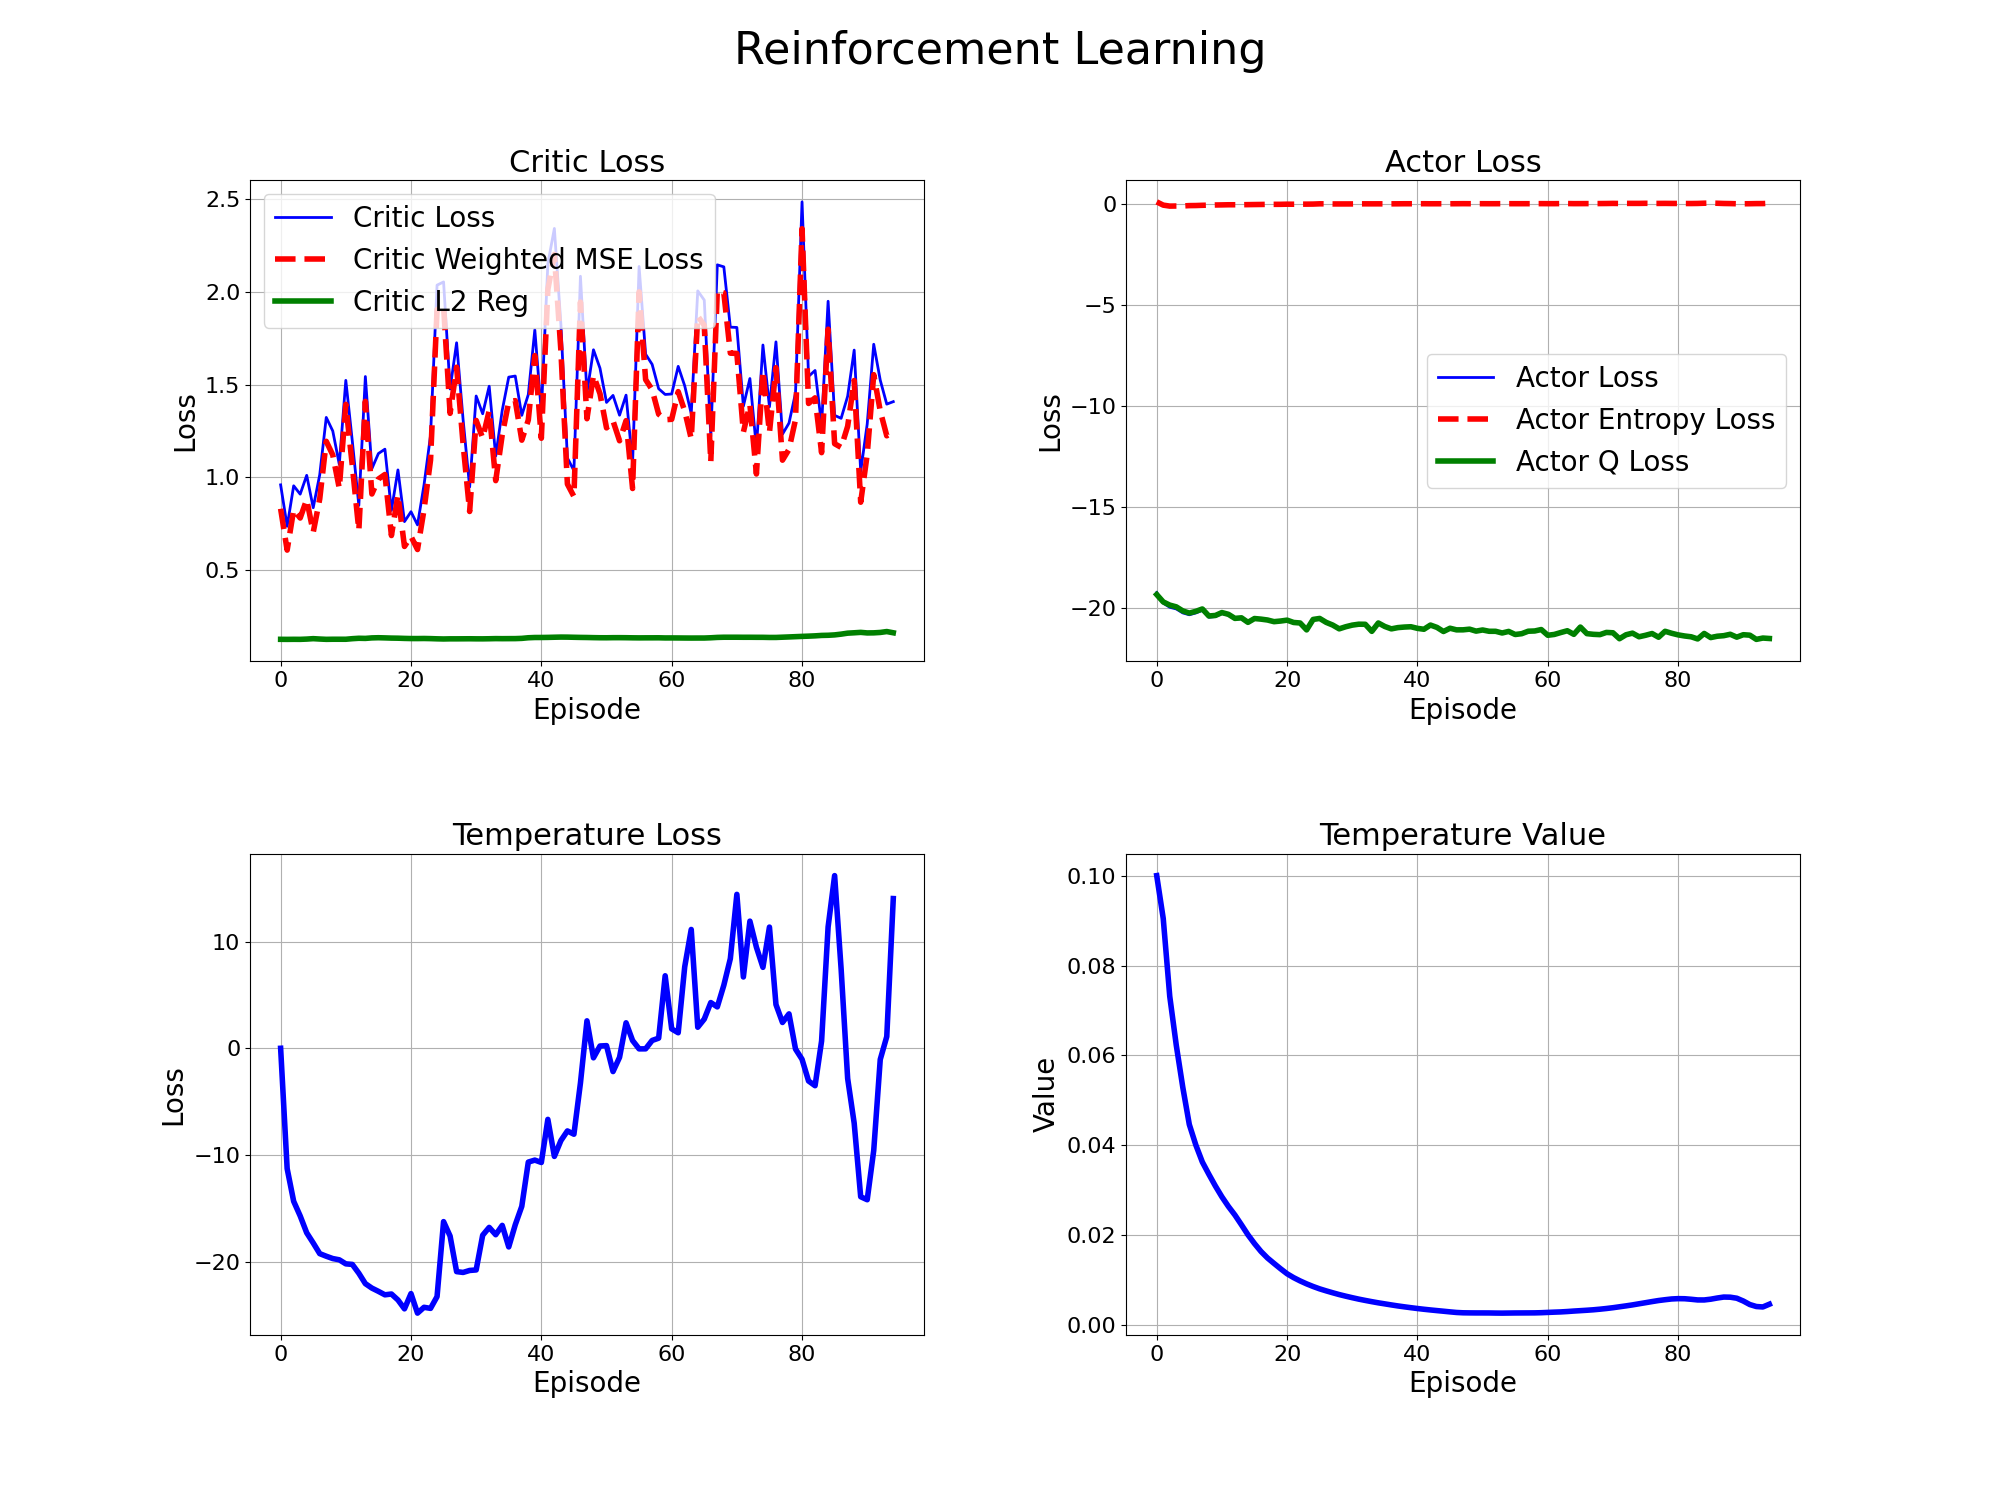 Reinforcement Learning
Critic Loss
2.5
2.0
1.5
1.0
0.5
Loss
Critic Loss
Critic Weighted MSE Loss
Critic L2 Reg
0 20 40 60 80
Episode
Actor Loss
0
−5
−10
−15
−20
Loss
Actor Loss
Actor Entropy Loss
Actor Q Loss
0 20 40 60 80
Episode
Temperature Loss
10
0
−10
−20
Loss
0 20 40 60 80
Episode
Temperature Value
0.10
0.08
0.06
0.04
0.02
0.00
Value
0 20 40 60 80
Episode